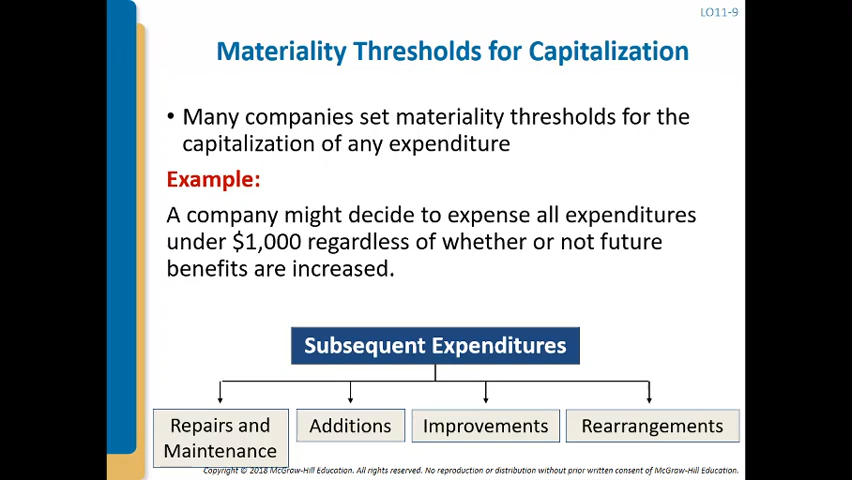 LO11-9
Materiality Thresholds for Capitalization
• Many companies set materiality thresholds for the
capitalization of any expenditure
Example:
A company might decide to expense all expenditures
under $1,000 regardless of whether or not future
benefits are increased.
Subsequent Expenditures
Repairs and
Maintenance
Additions
Improvements
Rearrangements
Copyright © 2018 McGraw-Hill Education. All rights reserved. No reproduction or distribution without prior written consent of McGraw-Hill Education.